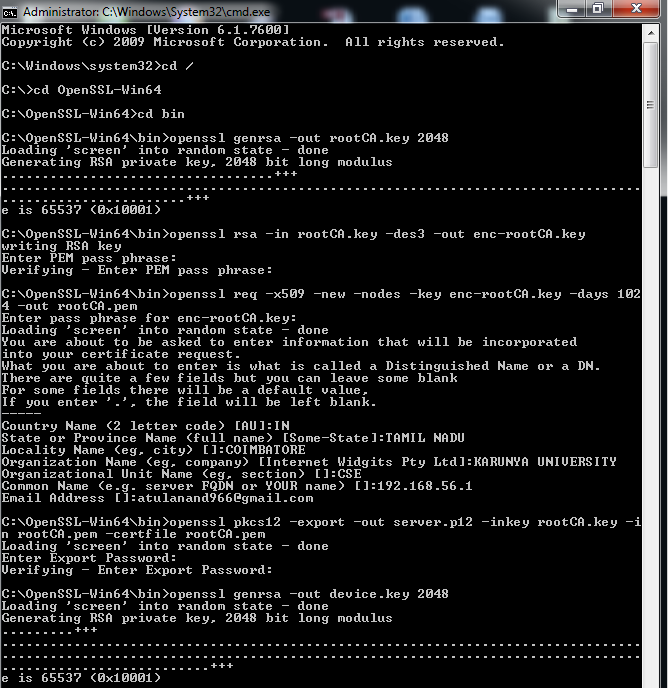 Administrator: C:\Windows\System32\cmd.exe
Microsoft Windows [Version 6.1.7600]
Copyright (c) 2009 Microsoft Corporation.  All rights reserved.
C:\Windows\system32>cd /
C:\>cd OpenSSL-Win64
C:\OpenSSL-Win64>cd bin
C:\OpenSSL-Win64\bin>openssl genrsa -out rootCA.key 2048
Loading 'screen' into random state - done
Generating RSA private key, 2048 bit long modulus
..................................+++
................................................................................
.......................+++
e is 65537 (0x10001)
C:\OpenSSL-Win64\bin>openssl rsa -in rootCA.key -des3 -out enc-rootCA.key
writing RSA key
Enter PEM pass phrase:
Verifying - Enter PEM pass phrase:
C:\OpenSSL-Win64\bin>openssl req -x509 -new -nodes -key enc-rootCA.key -days 102
4 -out rootCA.pem
Enter pass phrase for enc-rootCA.key:
Loading 'screen' into random state - done
You are about to be asked to enter information that will be incorporated
into your certificate request.
What you are about to enter is what is called a Distinguished Name or a DN.
There are quite a few fields but you can leave some blank
For some fields there will be a default value,
If you enter '.', the field will be left blank.
-----
Country Name (2 letter code) [AU]:IN
State or Province Name (full name) [Some-State]:TAMIL NADU
Locality Name (eg, city) []:COIMBATORE
Organization Name (eg, company) [Internet Widgits Pty Ltd]:KARUNYA UNIVERSITY
Organizational Unit Name (eg, section) []:CSE
Common Name (e.g. server FQDN or YOUR name) []:192.168.56.1
Email Address []:atulanand966@gmail.com
C:\OpenSSL-Win64\bin>openssl pkcs12 -export -out server.p12 -inkey rootCA.key -i
n rootCA.pem -certfile rootCA.pem
Loading 'screen' into random state - done
Enter Export Password:
Verifying - Enter Export Password:
C:\OpenSSL-Win64\bin>openssl genrsa -out device.key 2048
Loading 'screen' into random state - done
Generating RSA private key, 2048 bit long modulus
.........+++
................................................................................
................................................................................
..........................+++
e is 65537 (0x10001)